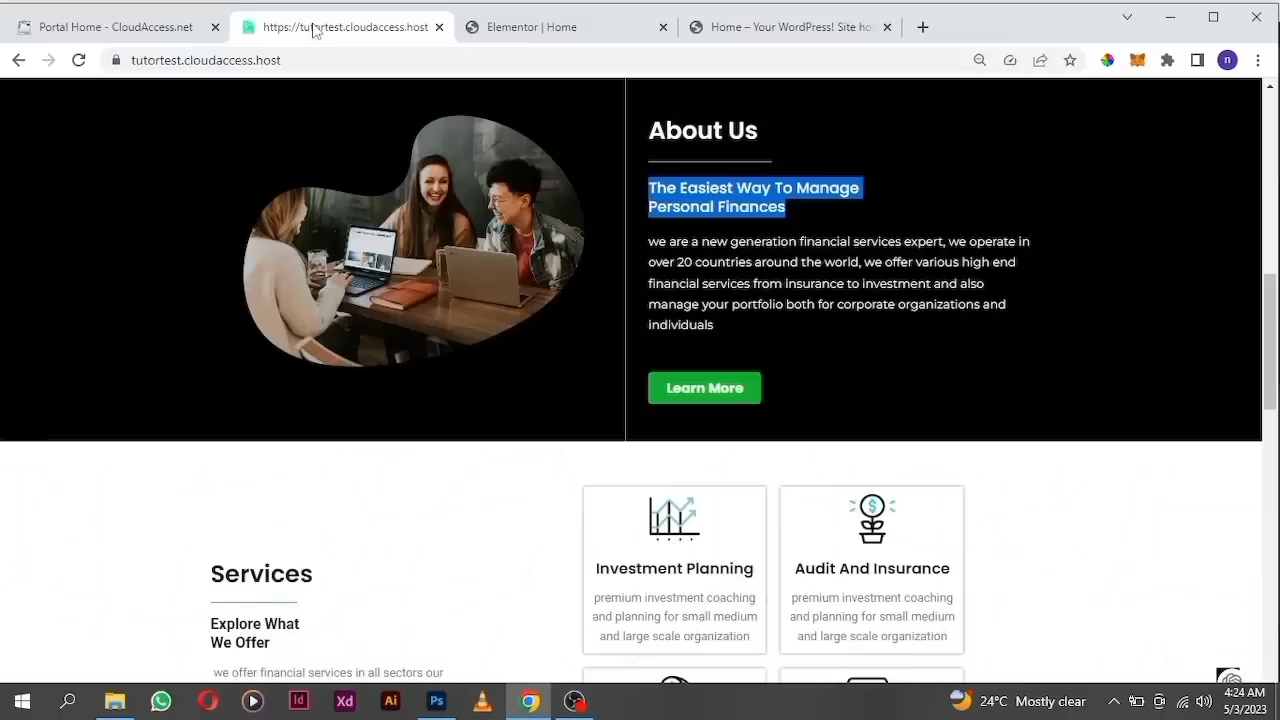 Portal Home - CloudAccess.net
https://tutortest.cloudaccess.host
Elementor | Home
Home – Your WordPress! Site ho
tutortest.cloudaccess.host
n
About Us
The Easiest Way To Manage
Personal Finances
we are a new generation financial services expert, we operate in
over 20 countries around the world, we offer various high end
financial services from insurance to investment and also
manage your portfolio both for corporate organizations and
individuals
Learn More
Services
Explore What
We Offer
we offer financial services in all sectors our
Investment Planning
premium investment coaching
and planning for small medium
and large scale organization
Audit And Insurance
premium investment coaching
and planning for small medium
and large scale organization
Id
Xd
Ai
Ps
24°C Mostly clear
4:24 AM
5/3/2023